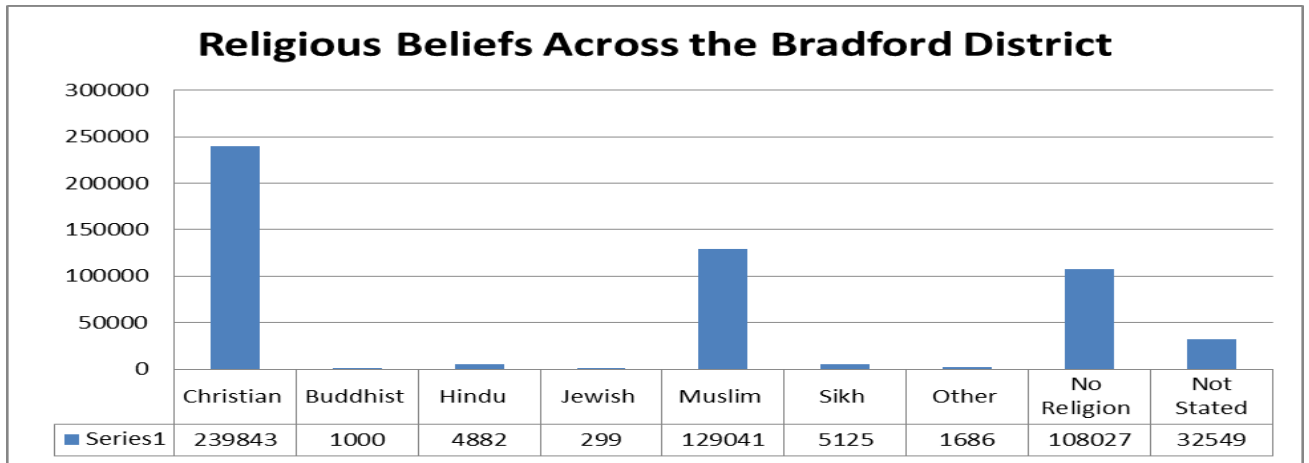 Religious Beliefs Across the Bradford District
300000
250000
200000
150000
100000
50000
0
Christian Buddhist Hindu Jewish Muslim Sikh Other No Religion Not Stated
Series1 239843 1000 4882 299 129041 5125 1686 108027 32549